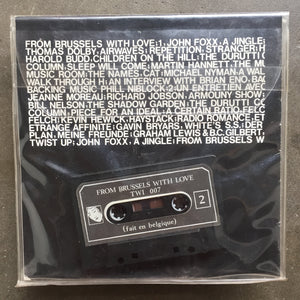 FROM BRUSSELS WITH LOVE:1. JOHN FOXX:A JINGLE:
THOMAS DOLBY:AIRWAVES:REPETITION:STRANGER:H
HAROLD BUDD:CHILDREN ON THE HILL:THE DURUTTI
COLUMN:SLEEP WILL COME:MARTIN HANNETT:THE MU
MUSIC ROOM:THE NAMES:CAT:MICHAEL NYMAN:A WAL
WALK THROUGH H:AN INTERVIEW WITH BRIAN ENO:BAC
BACKING MUSIC PHILL NIBLOCK:2:UN ENTRETIEN AVEC
JEANNE MOREAU:RICHARD JOBSON:ARMOURY SHOW:
BILL NELSON:THE SHADOW GARDEN:THE DURUTTI C
COLUMN:PIECE FOR AN IDEAL:A CERTAIN RATIO:FELC
FELCH:KEVIN HEWICK:HAYSTACK:RADIO ROMANCE:E
ETRANGE AFFINITE:GAVIN BRYARS:WHITE'S S.S:DER
PLAN:MEINE FREUNDE:GRAHAM LEWIS & B.C. GILBERT:
TWIST UP:JOHN FOXX:A JINGLE:FROM BRUSSELS W
FROM BRUSSELS WITH LOVE
TWI 007
2
(fait en belgique)